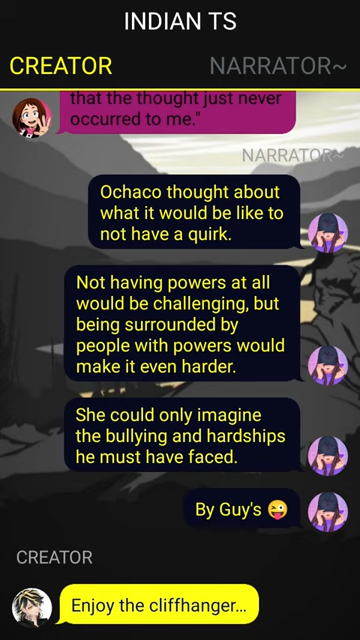 INDIAN TS
CREATOR
NARRATOR~
that the thought just never
occurred to me."
NARRATOR~
Ochaco thought about
what it would be like to
not have a quirk.
Not having powers at all
would be challenging, but
being surrounded by
people with powers would
make it even harder.
She could only imagine
the bullying and hardships
he must have faced.
By Guy's 😜
CREATOR
Enjoy the cliffhanger...